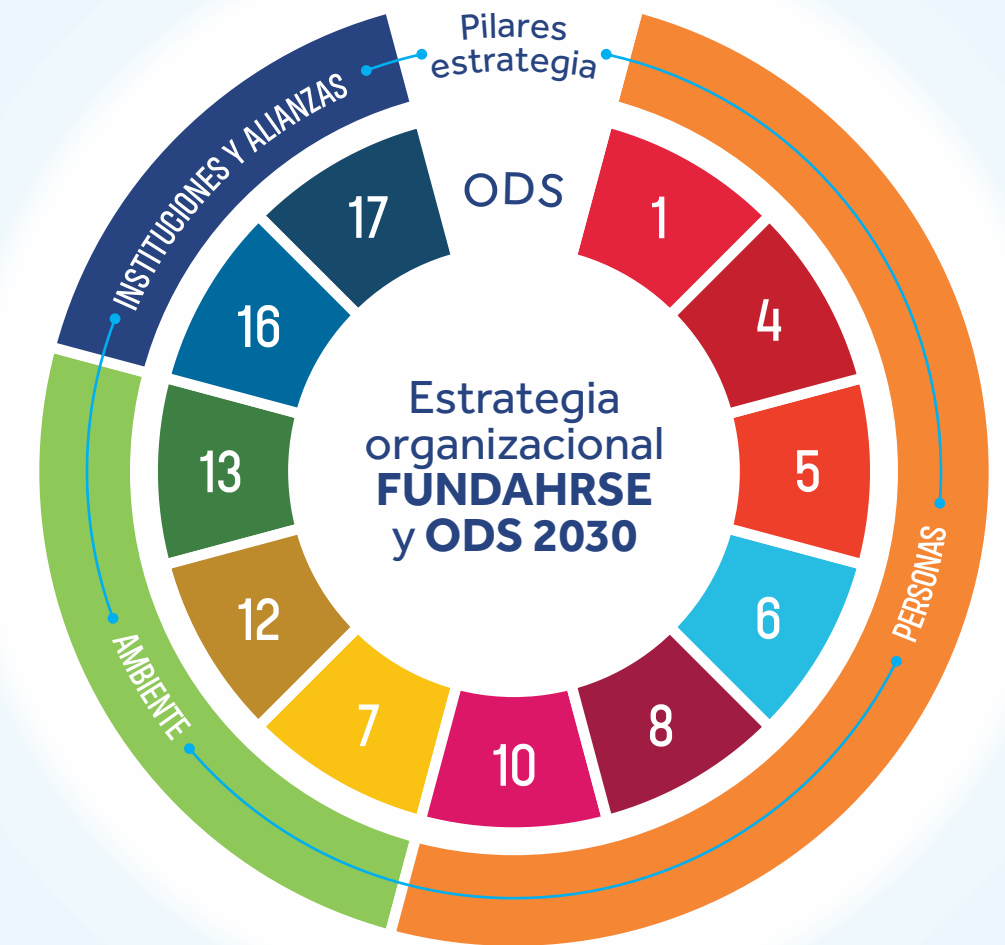 Pilares
estrategia
ODS
INSTITUCIONES Y ALIANZAS
PERSONAS
AMBIENTE
1
4
5
6
8
10
7
12
13
16
17
Estrategia
organizacional
FUNDAHRSE
y ODS 2030